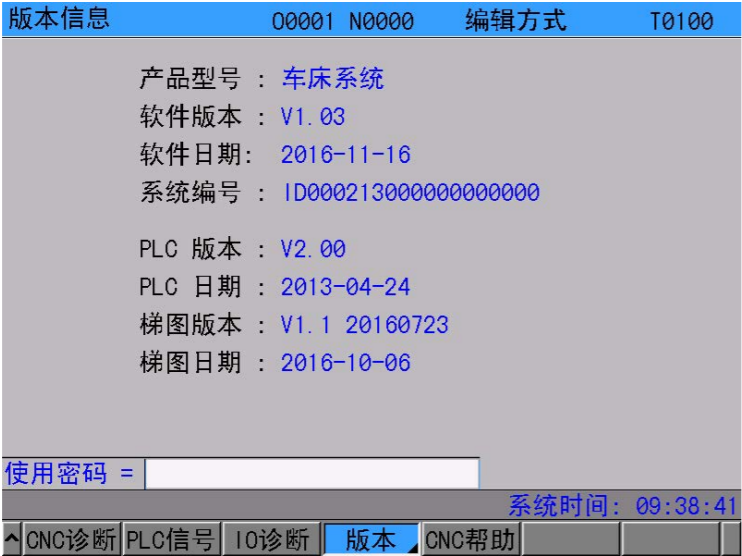 版本信息 O0001 N0000 编辑方式 T0100
产品型号 : 车床系统
软件版本 : V1.03
软件日期: 2016-11-16
系统编号 : ID000213000000000000
PLC 版本 : V2.00
PLC 日期 : 2013-04-24
梯图版本 : V1.1 20160723
梯图日期 : 2016-10-06
使用密码 =
系统时间: 09:38:41
^ CNC诊断 PLC信号 IO诊断 版本 CNC帮助